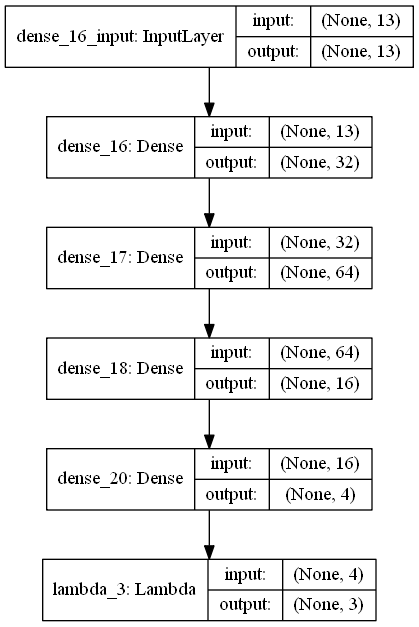 dense_16_input: InputLayer
input: (None, 13)
output: (None, 13)
dense_16: Dense
input: (None, 13)
output: (None, 32)
dense_17: Dense
input: (None, 32)
output: (None, 64)
dense_18: Dense
input: (None, 64)
output: (None, 16)
dense_20: Dense
input: (None, 16)
output: (None, 4)
lambda_3: Lambda
input: (None, 4)
output: (None, 3)